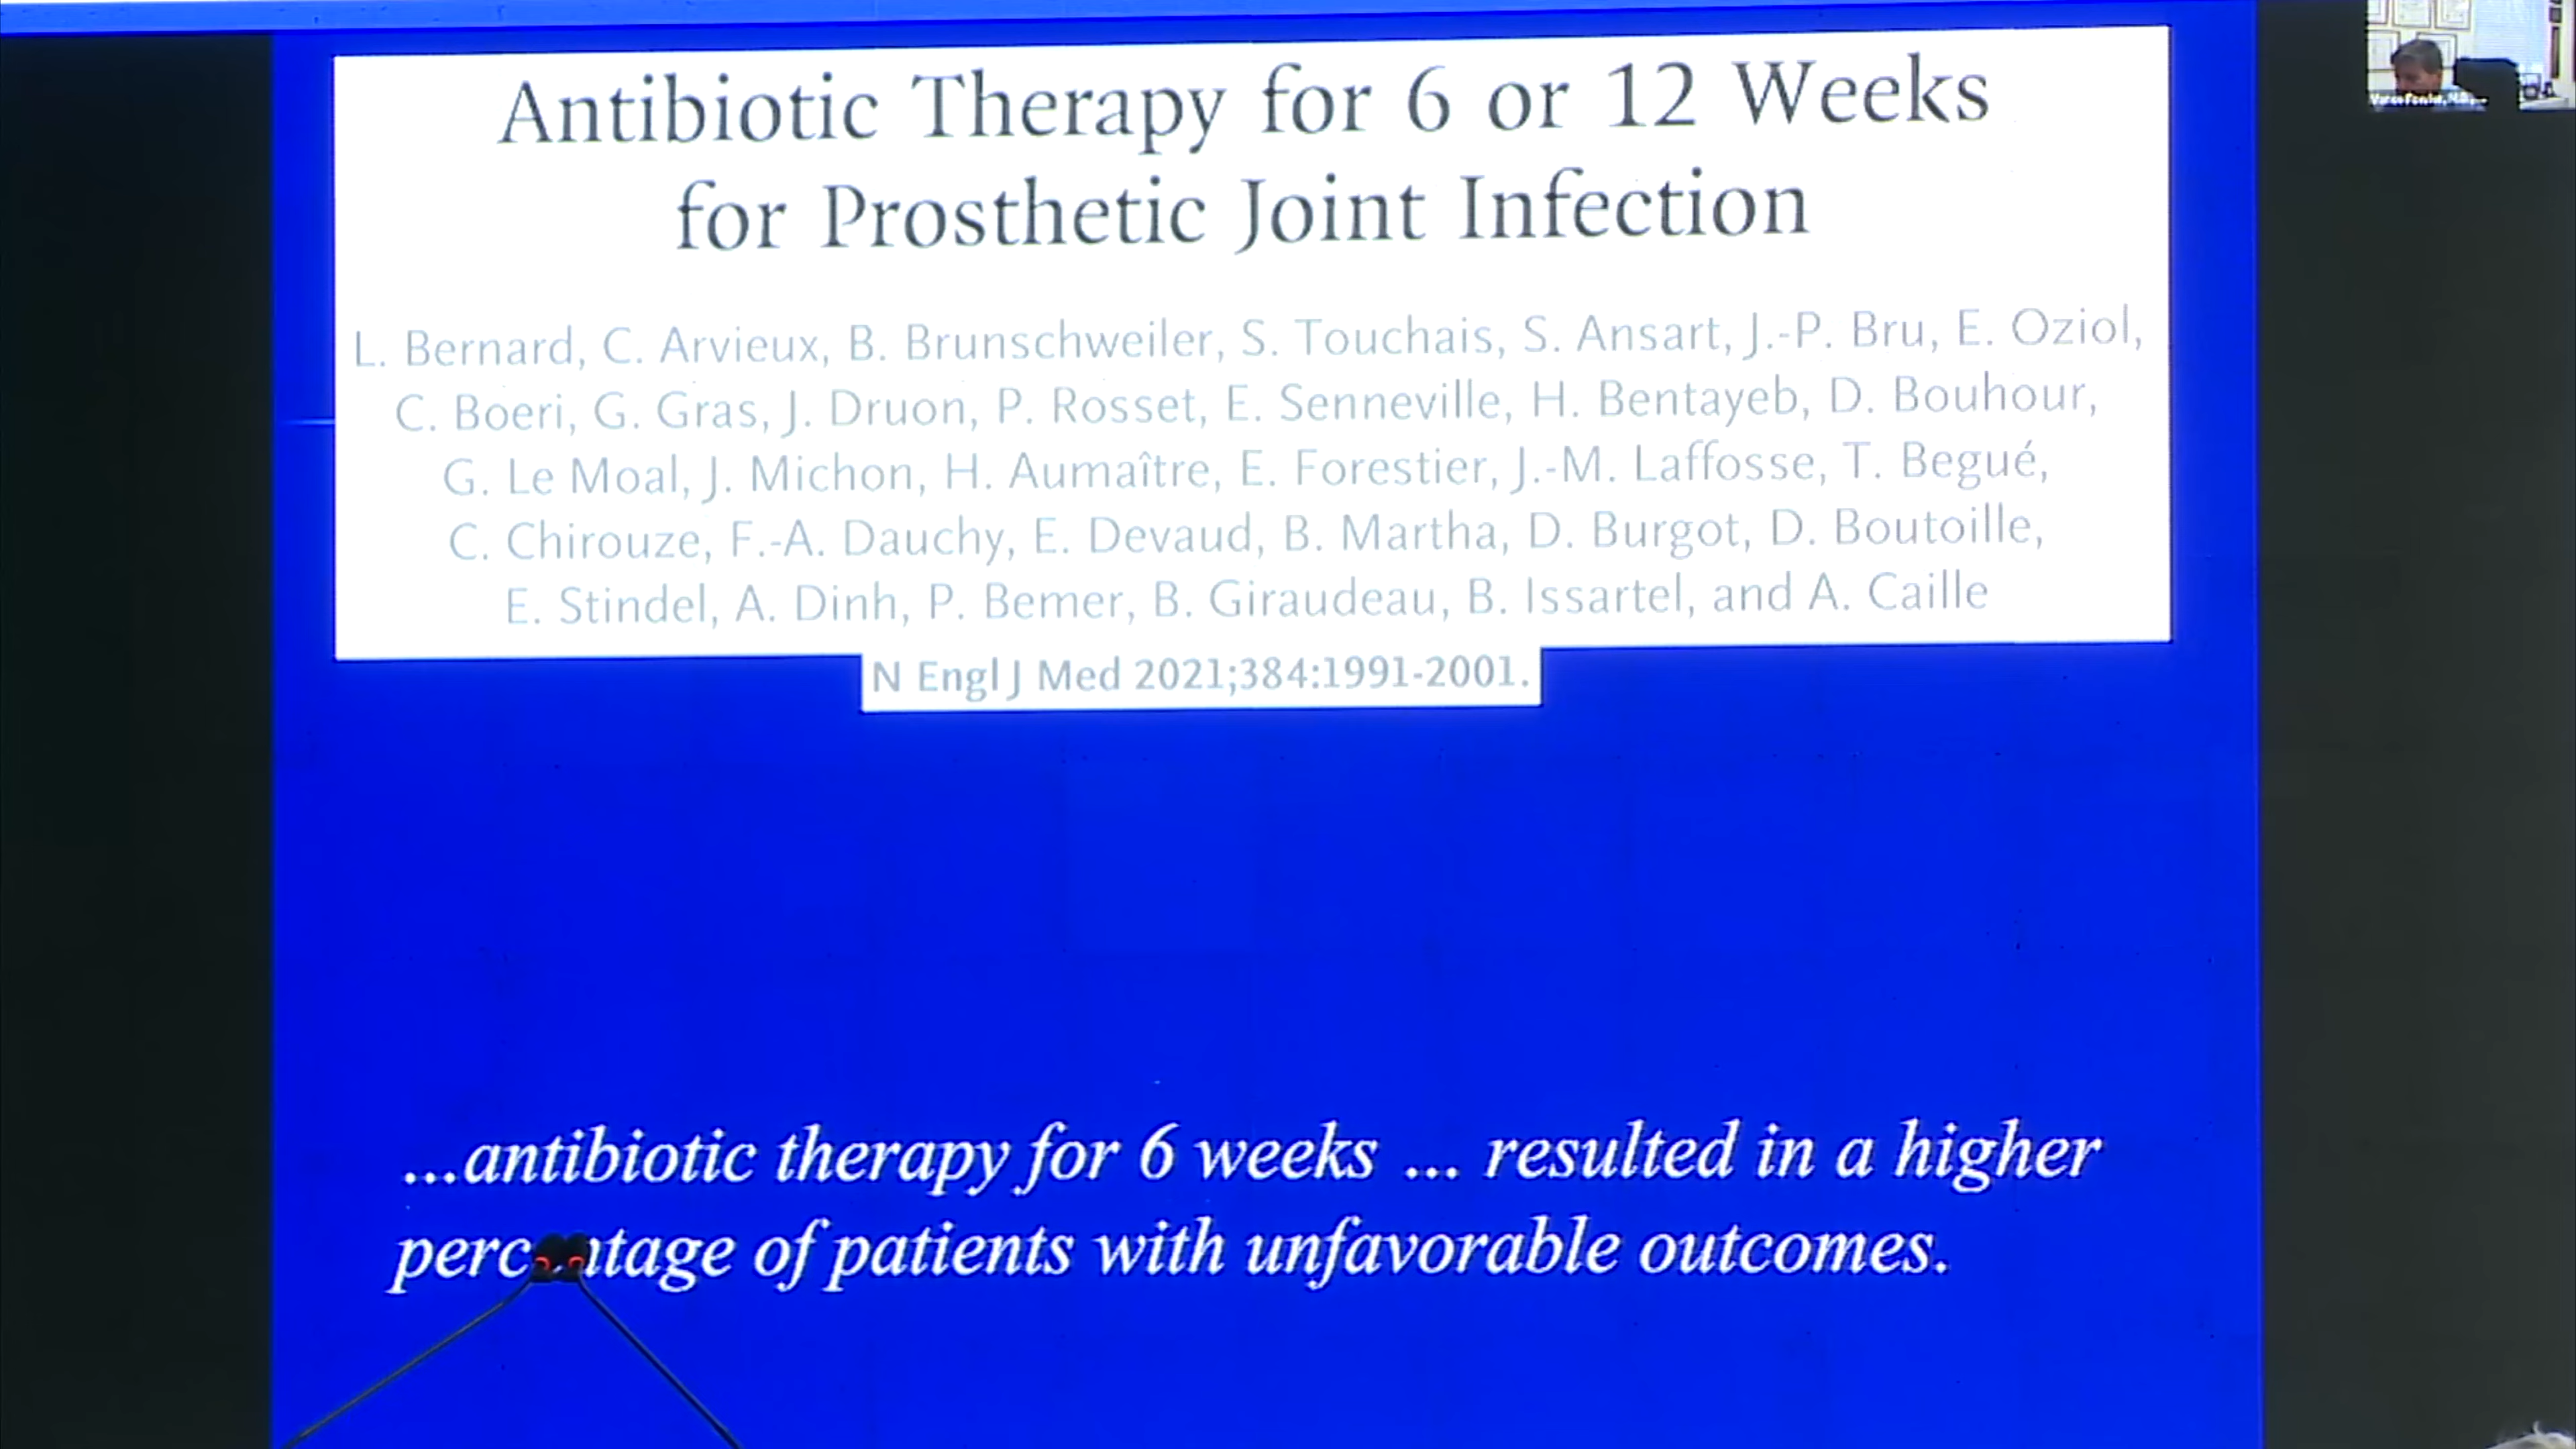 Antibiotic Therapy for 6 or 12 Weeks
for Prosthetic Joint Infection
L. Bernard, C. Arvieux, B. Brunschweiler, S. Touchais, S. Ansart, J.-P. Bru, E. Oziol,
C. Boeri, G. Gras, J. Druon, P. Rosset, E. Senneville, H. Bentayeb, D. Bouhour,
G. Le Moal, J. Michon, H. Aumaître, E. Forestier, J.-M. Laffosse, T. Begué,
C. Chirouze, F.-A. Dauchy, E. Devaud, B. Martha, D. Burgot, D. Boutoille,
E. Stindel, A. Dinh, P. Bemer, B. Giraudeau, B. Issartel, and A. Caille
N Engl J Med 2021;384:1991-2001.
...antibiotic therapy for 6 weeks ... resulted in a higher
percentage of patients with unfavorable outcomes.